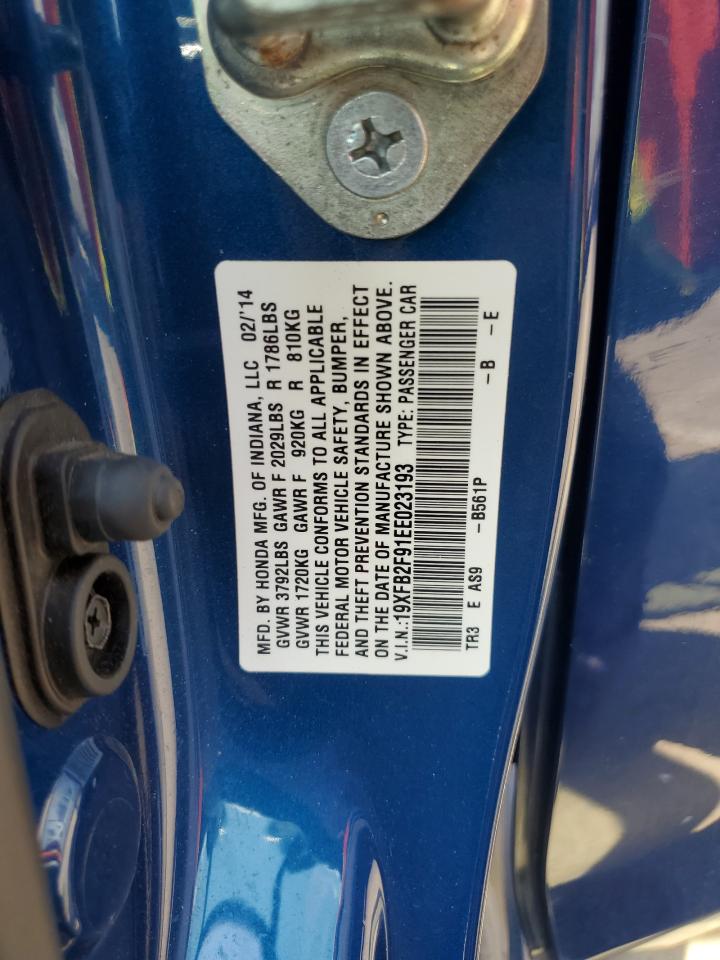 MFD. BY HONDA MFG. OF INDIANA, LLC 02/'14
GVWR 3792LBS GAWR F 2029LBS R 1786LBS
GVWR 1720KG GAWR F 920KG R 810KG
THIS VEHICLE CONFORMS TO ALL APPLICABLE
FEDERAL MOTOR VEHICLE SAFETY, BUMPER,
AND THEFT PREVENTION STANDARDS IN EFFECT
ON THE DATE OF MANUFACTURE SHOWN ABOVE.
V.I.N.:19XFB2F91EE023193 TYPE: PASSENGER CAR
TR3 E AS9 -B561P -B -E